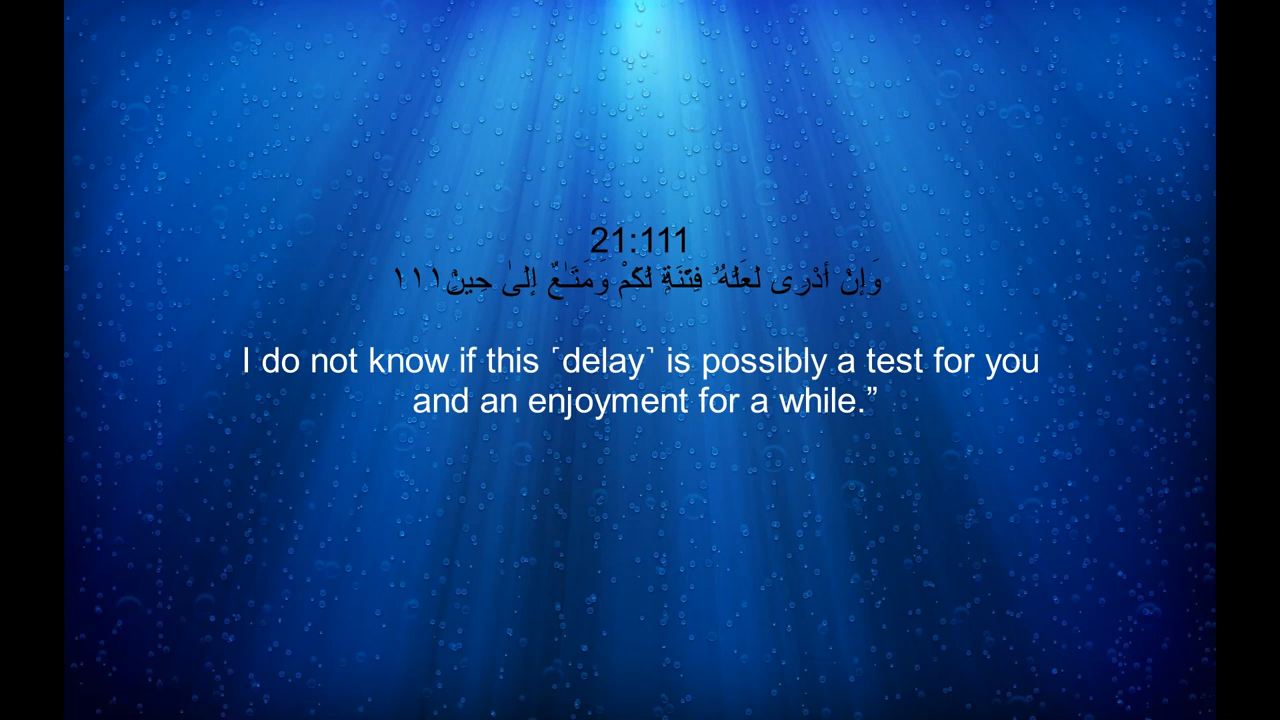 21:111
وَإِنْ أَدْرِى لَعَلَّهُۥ فِتْنَةٌ لَّكُمْ وَمَتَـٰعٌ إِلَىٰ حِينٍ ١١١
I do not know if this ˹delay˺ is possibly a test for you
and an enjoyment for a while.”